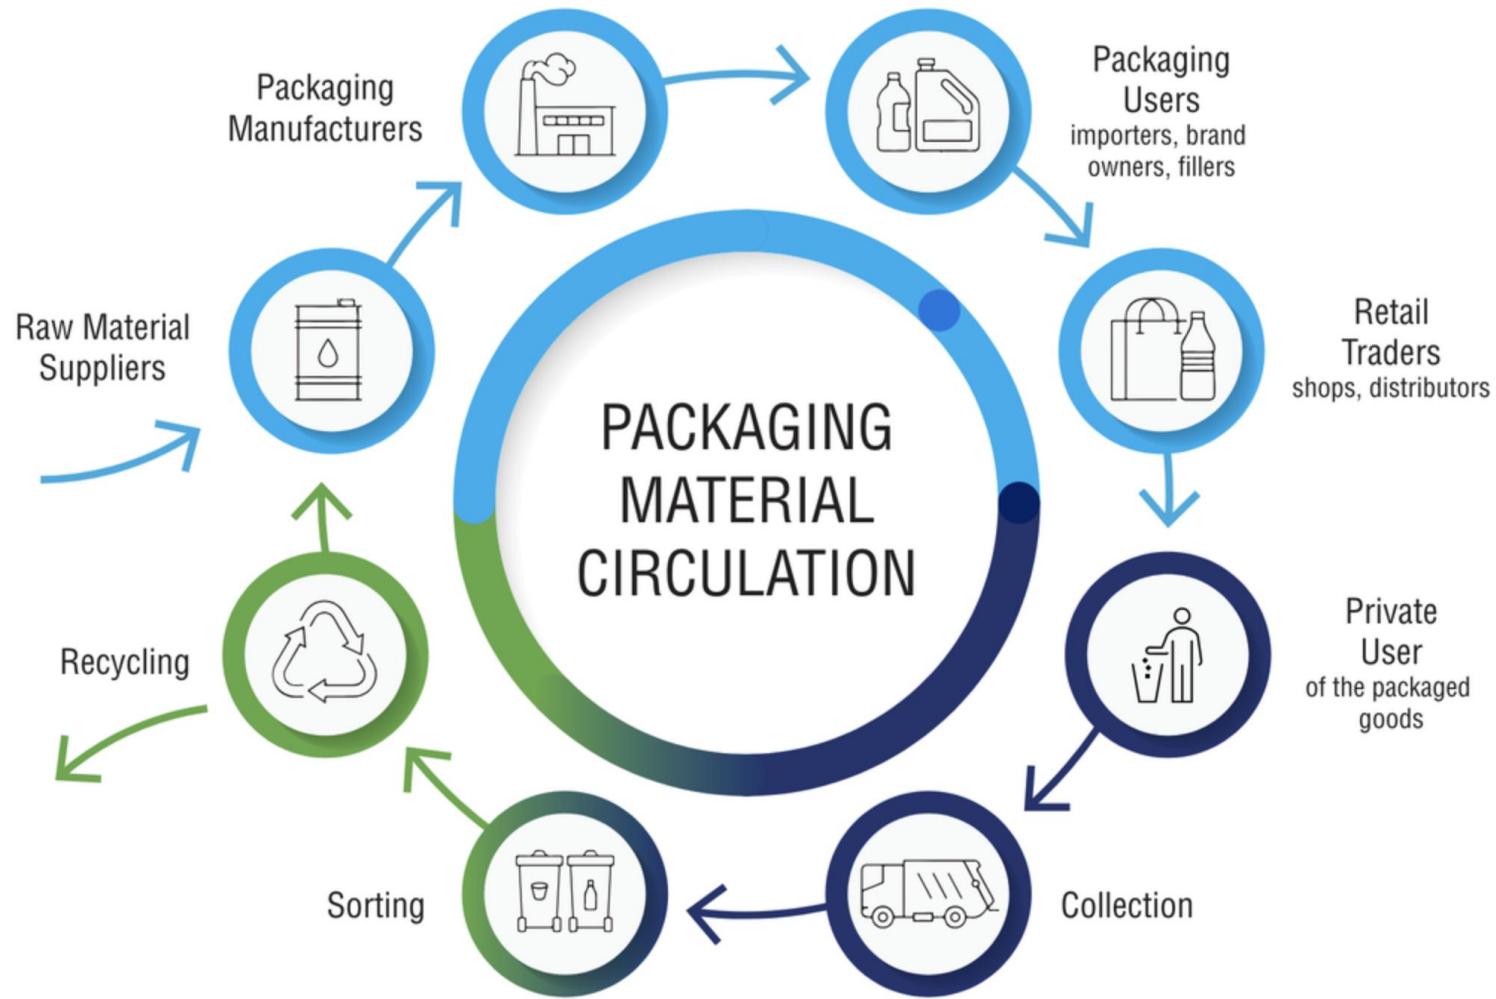 Packaging
Manufacturers
Packaging
Users
importers, brand
owners, fillers
Raw Material
Suppliers
Retail
Traders
shops, distributors
PACKAGING
MATERIAL
CIRCULATION
Recycling
Private
User
of the packaged
goods
Sorting
Collection